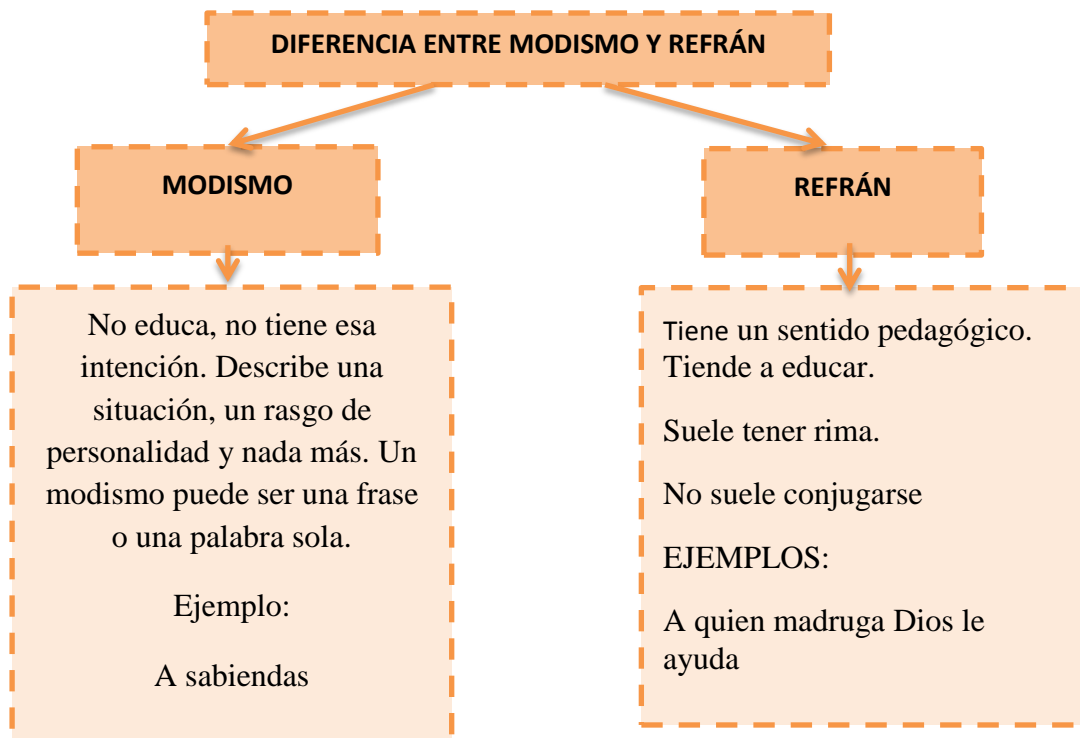 DIFERENCIA ENTRE MODISMO Y REFRÁN
MODISMO
No educa, no tiene esa
intención. Describe una
situación, un rasgo de
personalidad y nada más. Un
modismo puede ser una frase
o una palabra sola.
Ejemplo:
A sabiendas
REFRÁN
Tiene un sentido pedagógico.
Tiende a educar.
Suele tener rima.
No suele conjugarse
EJEMPLOS:
A quien madruga Dios le
ayuda